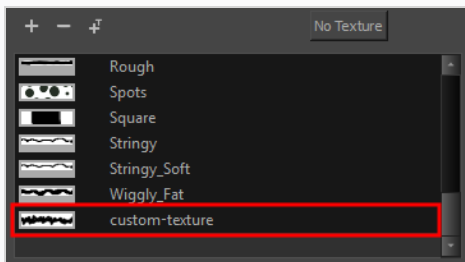 No Texture
Rough
Spots
Square
Stringy
Stringy_Soft
Wiggly_Fat
custom-texture